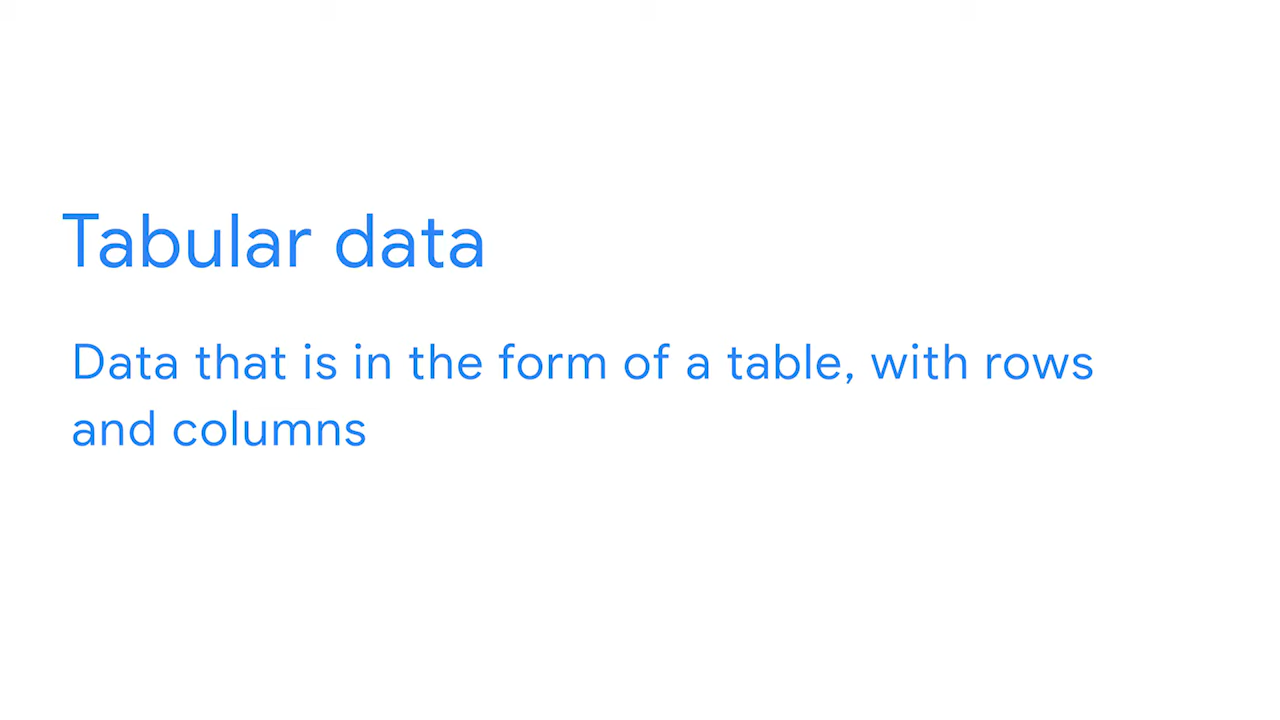 Tabular data
Data that is in the form of a table, with rows
and columns